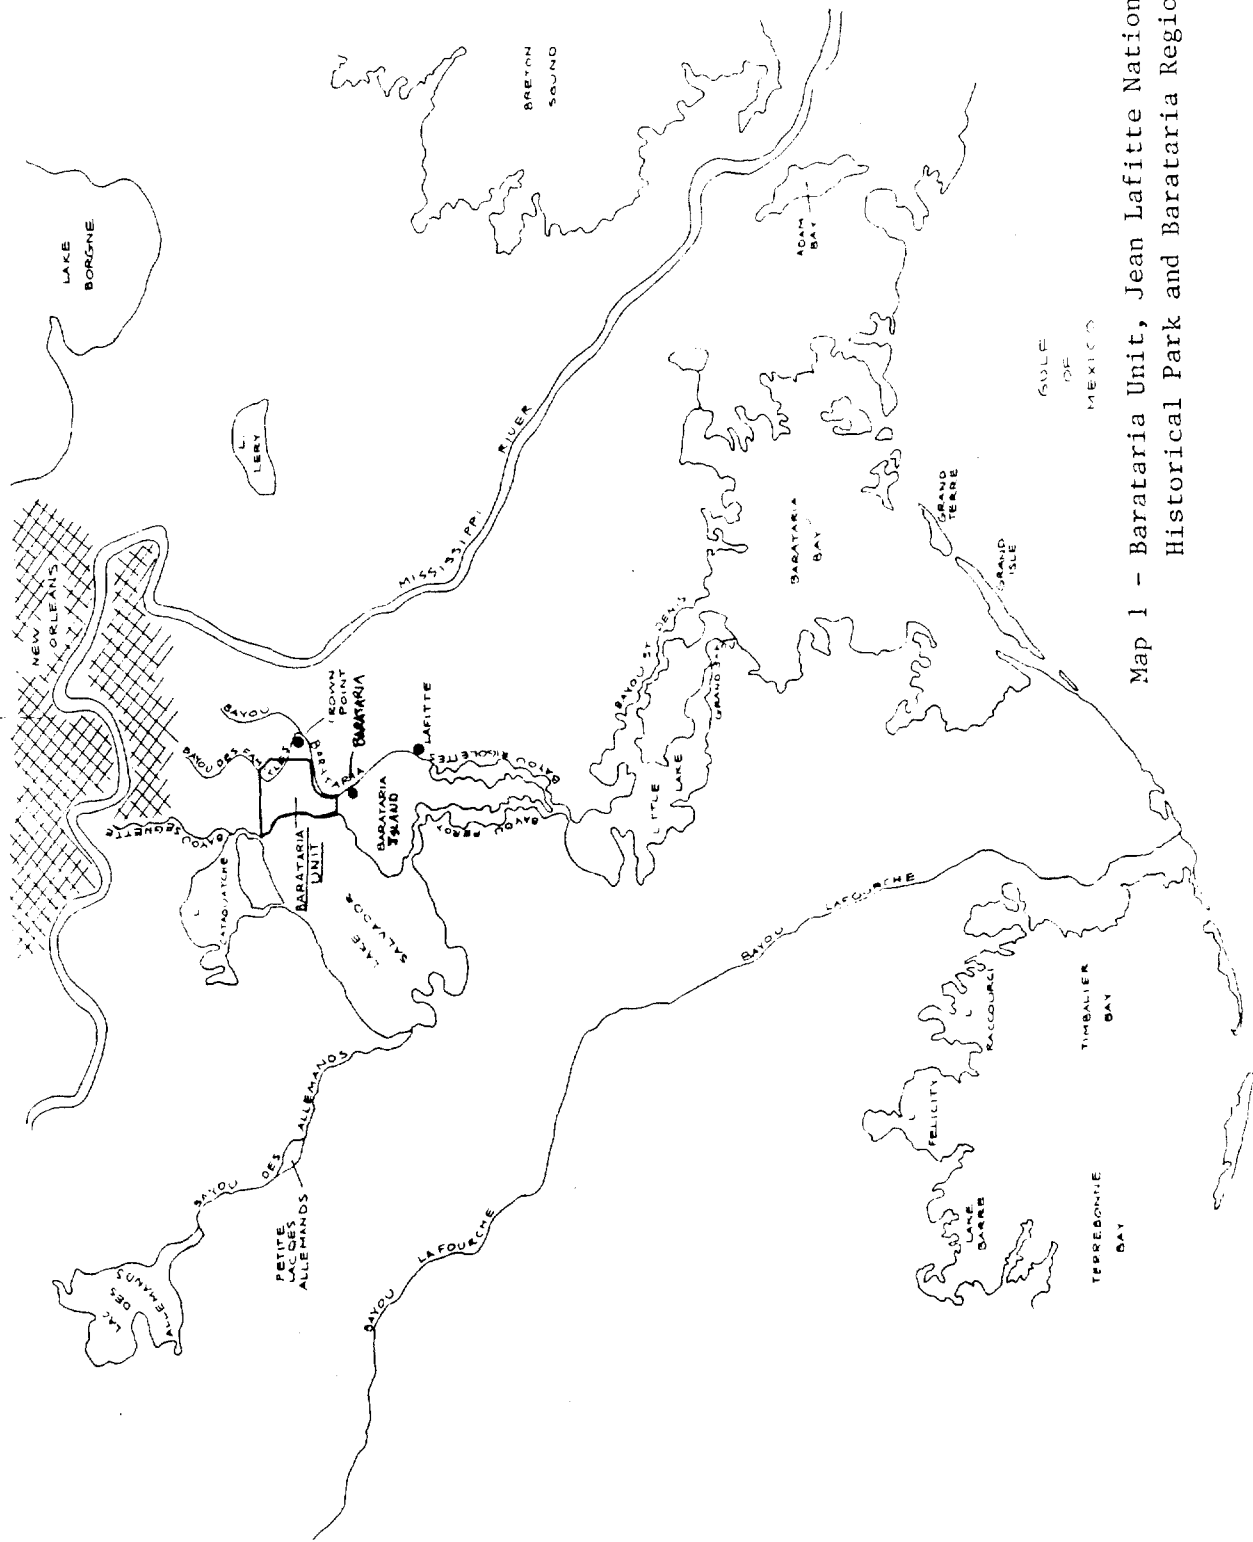 LAKE
BORGNE
BRETON
SOUND
L.
LERY
NEW
ORLEANS
MISSISSIPPI RIVER
ADAM
BAY
GULF
OF
MEXICO
BAYOU SEGNETTE
BAYOU DES FAMILLES
BAYOU
BARATARIA
CROWN
POINT
BARATARIA
LAFITTE
L
CATAOUATCHE
BARATARIA
UNIT
BARATARIA
ISLAND
LAKE
SALVADOR
BAYOU PEROT
BAYOU RIGOLETTES
LITTLE
LAKE
BAYOU ST DENIS
GRAND
BARATARIA
BAY
GRAND
TERRE
GRAND
ISLE
LAC
DES
ALLEMANDS
BAYOU DES ALLEMANDS
PETITE
LAC DES
ALLEMANDS
BAYOU LAFOURCHE
BAYOU LAFOURCHE
L
FELICITY
L
RACCOURCI
LAKE
BARRE
TIMBALIER
BAY
TERREBONNE
BAY
Map 1 - Barataria Unit, Jean Lafitte Nation
Historical Park and Barataria Regio